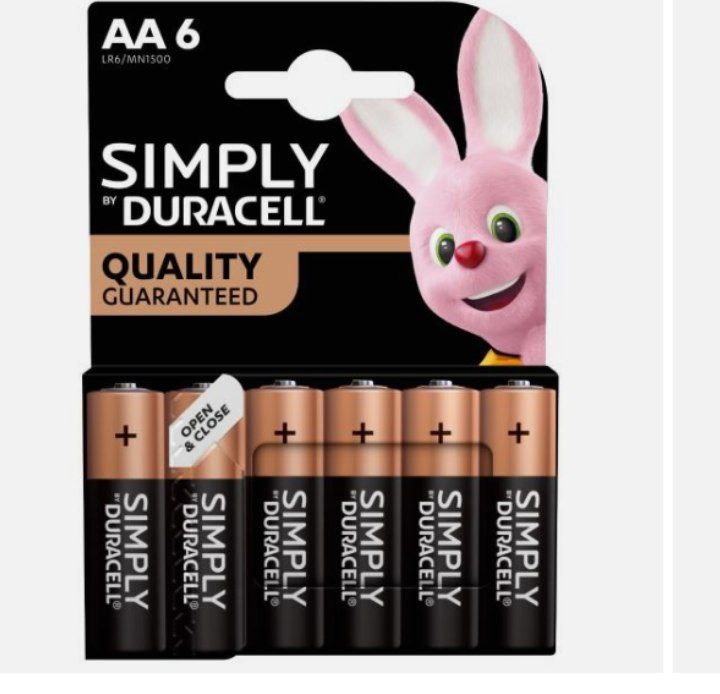 AA 6
LR6/MN1500
SIMPLY
BY DURACELL®
QUALITY
GUARANTEED
OPEN
& CLOSE
+
+
+
+
+
SIMPLY
BY DURACELL®
SIMPLY
BY DURACELL®
SIMPLY
BY DURACELL®
SIMPLY
BY DURACELL®
SIMPLY
BY DURACELL®
SIMPLY
BY DURACELL®